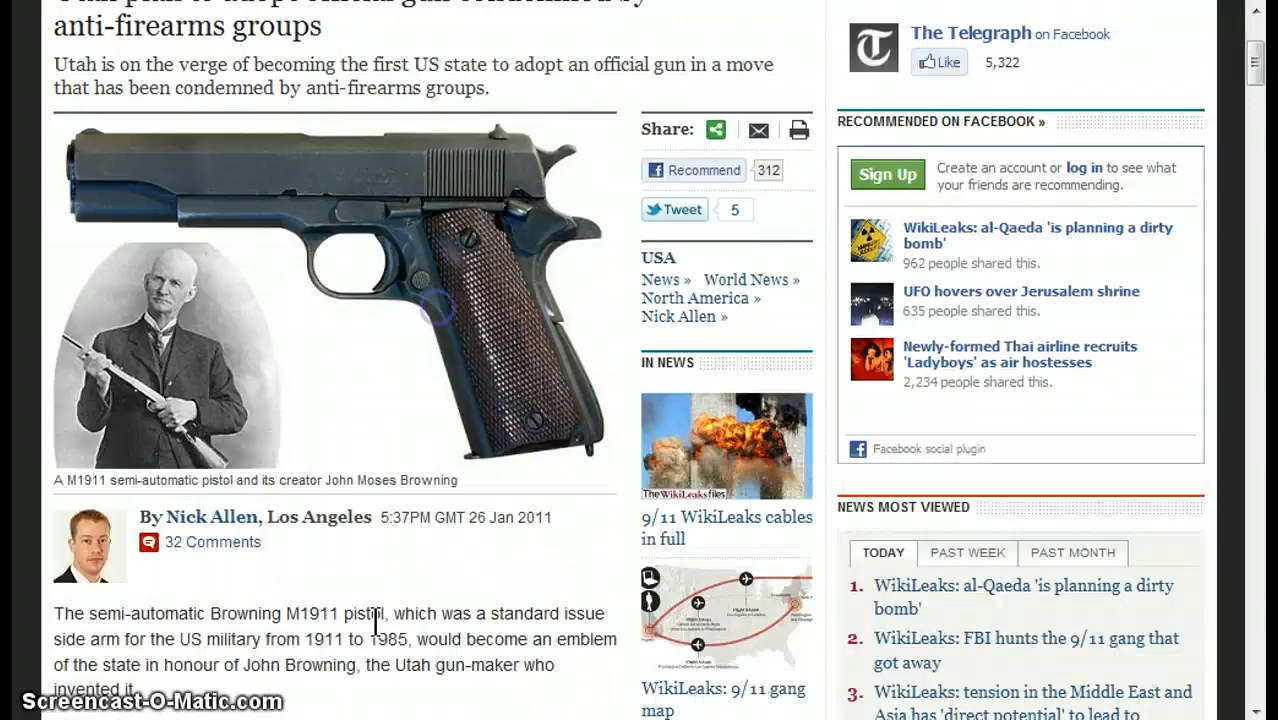 anti-firearms groups
Utah is on the verge of becoming the first US state to adopt an official gun in a move
that has been condemned by anti-firearms groups.
A M1911 semi-automatic pistol and its creator John Moses Browning
By Nick Allen, Los Angeles 5:37PM GMT 26 Jan 2011
32 Comments
The semi-automatic Browning M1911 pistol, which was a standard issue
side arm for the US military from 1911 to 1985, would become an emblem
of the state in honour of John Browning, the Utah gun-maker who
invented it.
Screencast-O-Matic.com
Share:
Recommend 312
Tweet 5
USA
News » World News »
North America »
Nick Allen »
IN NEWS
The WikiLeaks files
9/11 WikiLeaks cables
in full
WikiLeaks: 9/11 gang
map
The Telegraph on Facebook
Like 5,322
RECOMMENDED ON FACEBOOK »
Sign Up
Create an account or log in to see what
your friends are recommending.
WikiLeaks: al-Qaeda 'is planning a dirty
bomb'
962 people shared this.
UFO hovers over Jerusalem shrine
635 people shared this.
Newly-formed Thai airline recruits
'Ladyboys' as air hostesses
2,234 people shared this.
Facebook social plugin
NEWS MOST VIEWED
TODAY PAST WEEK PAST MONTH
1. WikiLeaks: al-Qaeda 'is planning a dirty
bomb'
2. WikiLeaks: FBI hunts the 9/11 gang that
got away
3. WikiLeaks: tension in the Middle East and
Asia has 'direct potential' to lead to